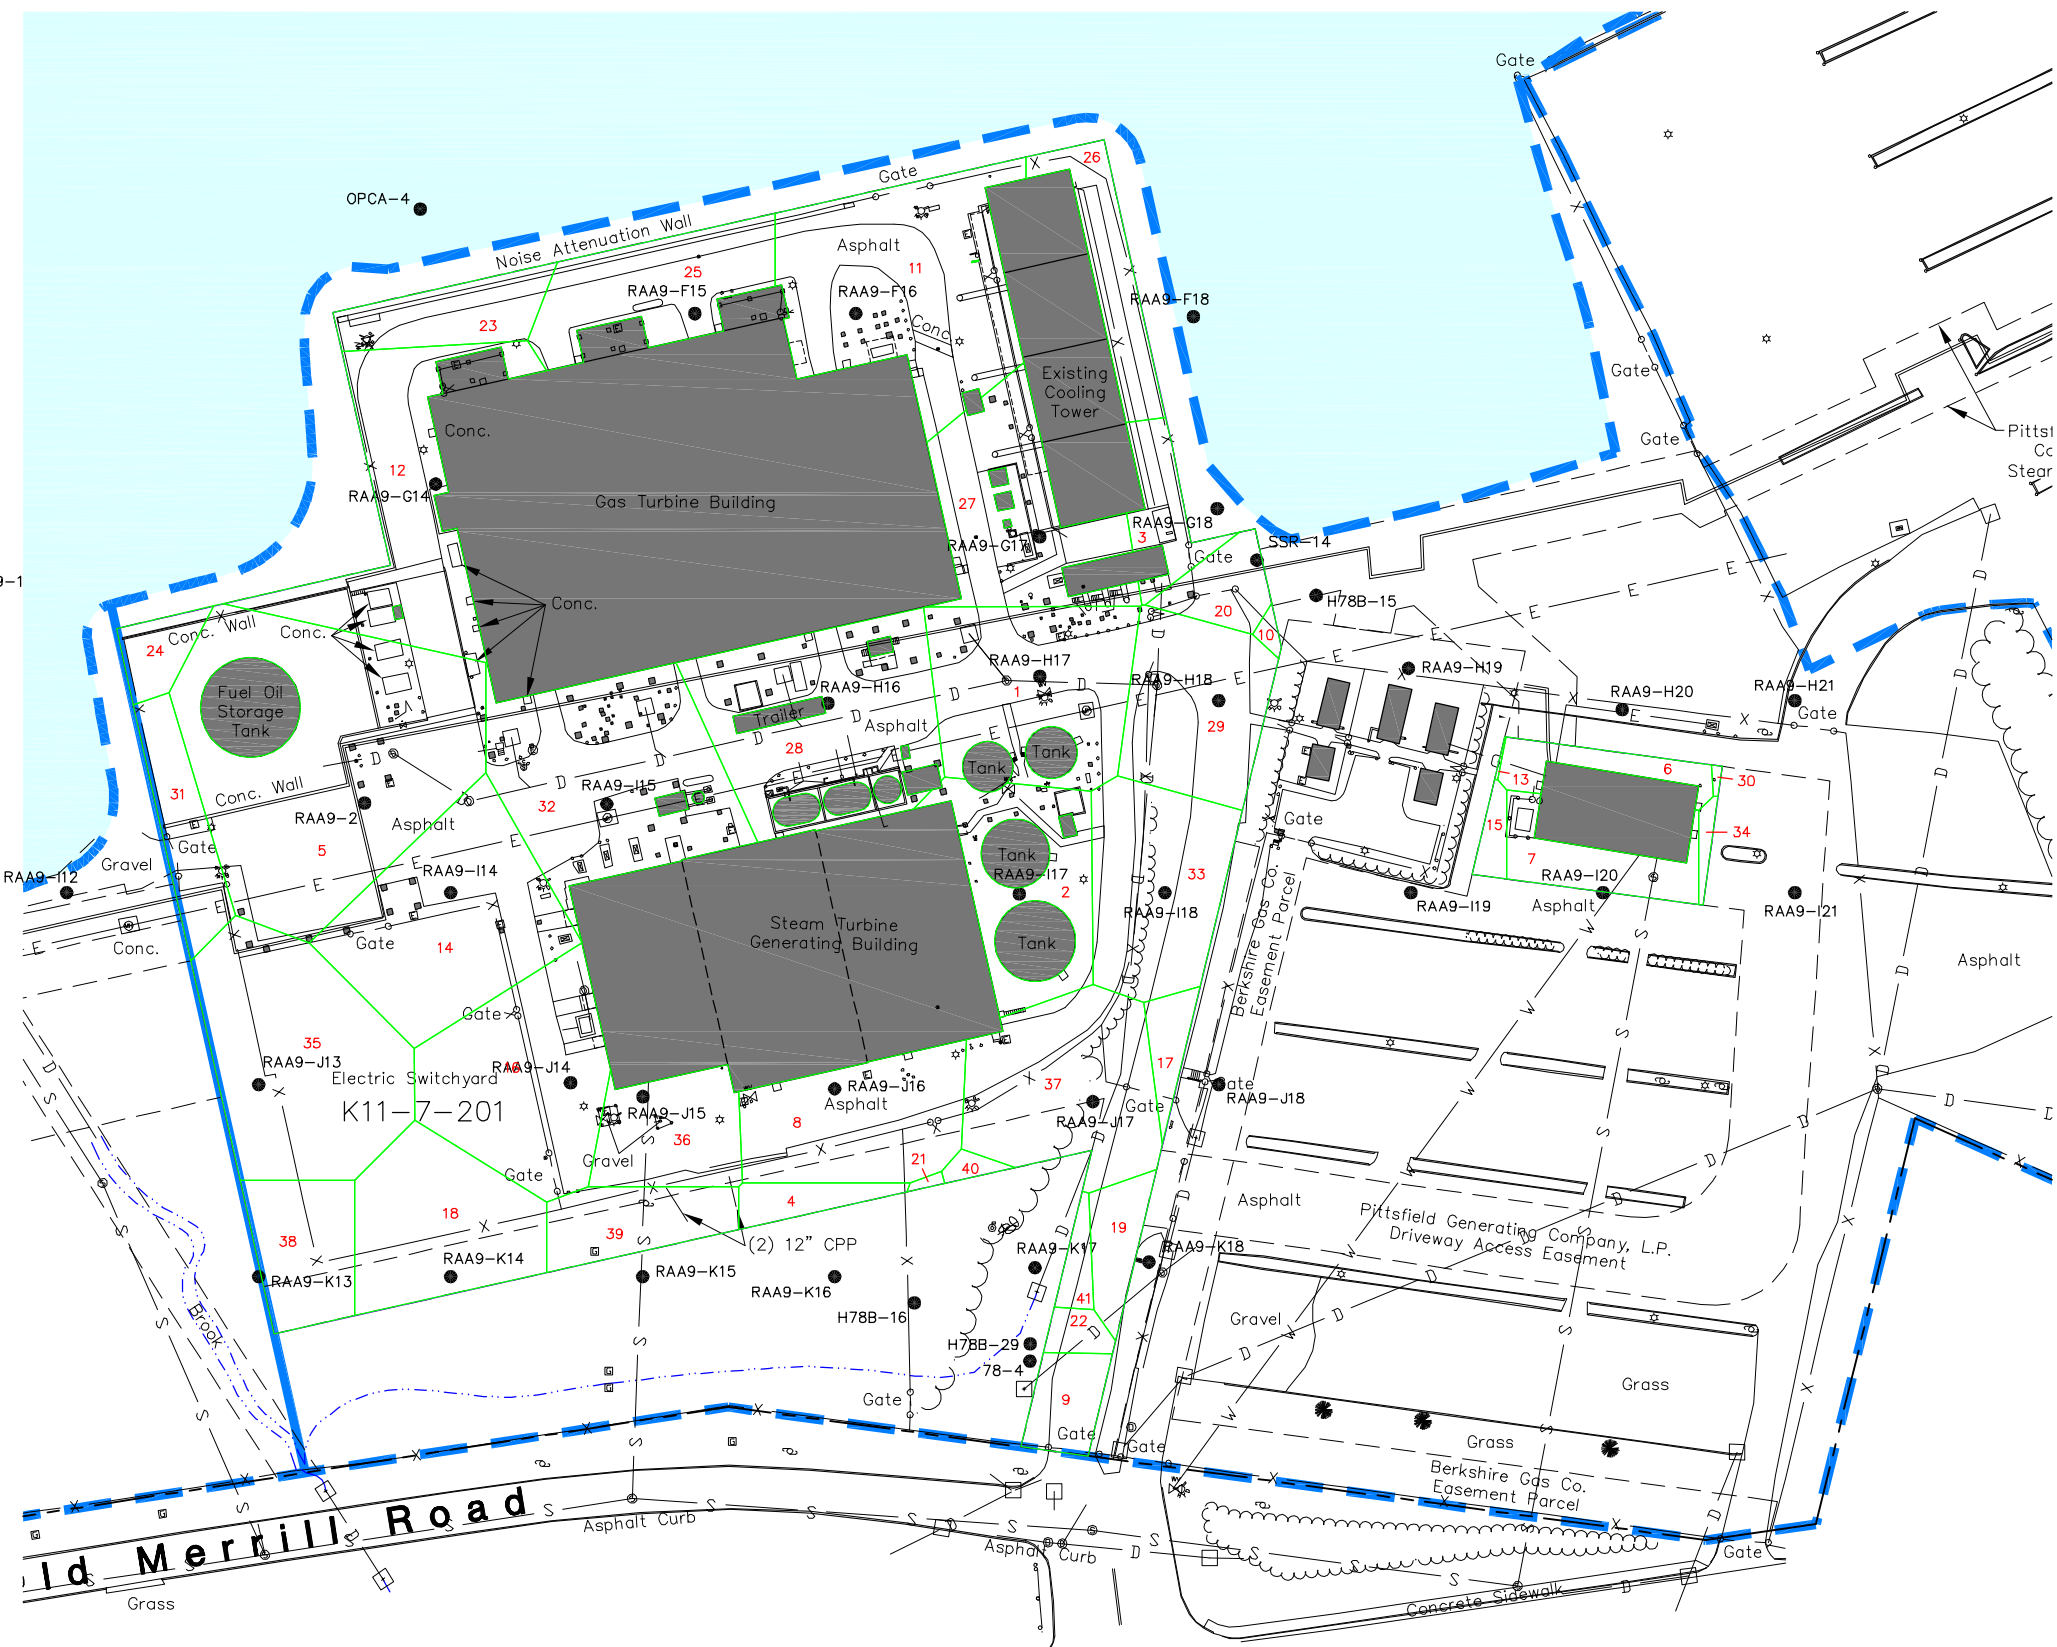 Gate
26
Gate
OPCA-4
Noise Attenuation Wall
Asphalt
25
11
RAA9-F15
RAA9-F16
RAA9-F18
23
Conc.
Gate
Existing
Cooling
Tower
Conc.
Gate
12
RAA9-G14
Gas Turbine Building
27
RAA9-G18
3
RAA9-G17
Gate
SSR-14
9-1
Conc.
H78B-15
Conc. Wall
Conc.
20
10
24
RAA9-H17
RAA9-H19
Fuel Oil
Storage
Tank
RAA9-H16
1
RAA9-H18
RAA9-H20
RAA9-H21
Trailer
Asphalt
29
Gate
28
Tank
Tank
6
13
30
31
Conc. Wall
32
RAA9-I15
RAA9-2
Asphalt
Gate
15
34
Gate
5
Tank
7
Gravel
RAA9-I12
RAA9-I14
RAA9-I17
2
33
RAA9-I18
RAA9-I19
RAA9-I20
Asphalt
RAA9-I21
Steam Turbine
Generating Building
Tank
Berkshire Gas Co.
Easement Parcel
Conc.
Gate
14
Asphalt
Gate
35
RAA9-J13
RAA9-J14
16
17
Electric Switchyard
K11-7-201
RAA9-J15
RAA9-J16
Asphalt
37
Gate
Gate
RAA9-J18
RAA9-J17
8
36
Gravel
Gate
21
40
18
4
39
38
19
Asphalt
(2) 12" CPP
Pittsfield Generating Company, L.P.
Driveway Access Easement
RAA9-K13
RAA9-K14
RAA9-K15
RAA9-K16
RAA9-K17
RAA9-K18
41
22
Gravel
H78B-16
Brook
H78B-29
78-4
Grass
Gate
9
Gate
Gate
Grass
Berkshire Gas Co.
Easement Parcel
ld Merrill Road
Asphalt Curb
Asphalt Curb
Gate
Concrete Sidewalk
Grass